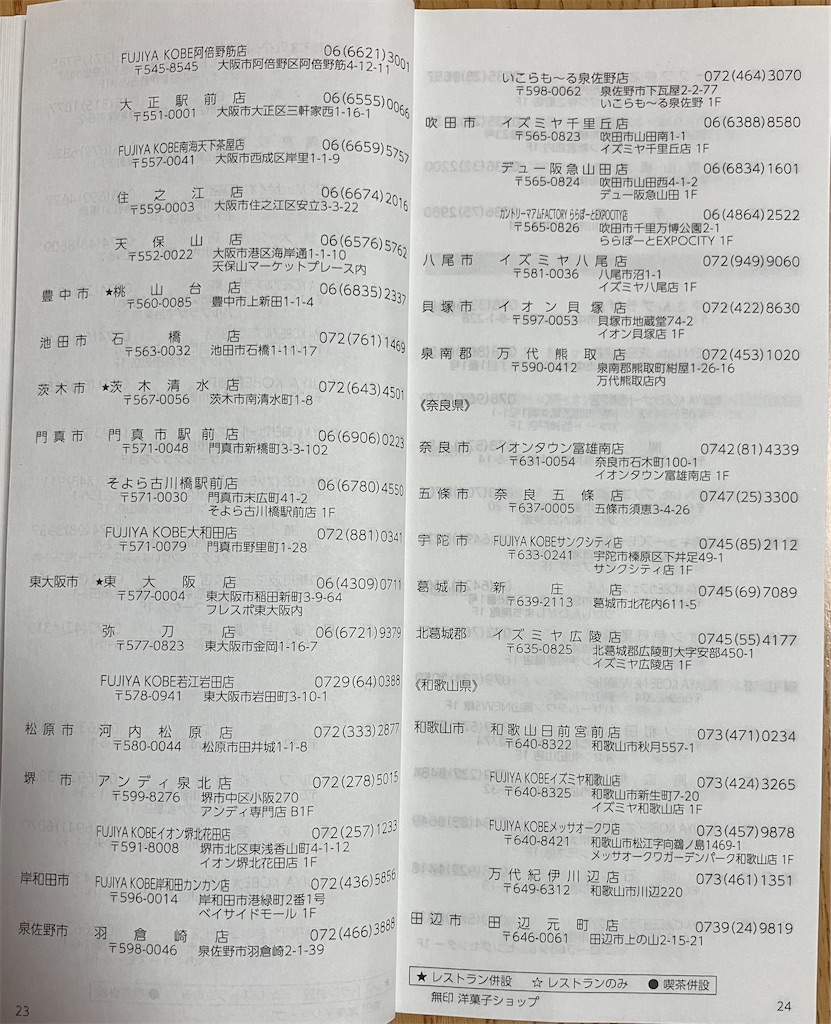 FUJIYA KOBE阿倍野筋店 06(6621)3001
〒545-8545 大阪市阿倍野区阿倍野筋4-12-11
大正駅前店 06(6555)0066
〒551-0001 大阪市大正区三軒家西1-16-1
FUJIYA KOBE南海天下茶屋店 06(6659)5757
〒557-0041 大阪市西成区岸里1-1-9
住之江店 06(6674)2016
〒559-0003 大阪市住之江区安立3-3-22
天保山店 06(6576)5762
〒552-0022 大阪市港区海岸通1-1-10
天保山マーケットプレース内
豊中市 ★桃山台店 06(6835)2337
〒560-0085 豊中市上新田1-1-4
池田市 石橋店 072(761)1469
〒563-0032 池田市石橋1-11-17
茨木市 ★茨木清水店 072(643)4501
〒567-0056 茨木市南清水町1-8
門真市 門真市駅前店 06(6906)0223
〒571-0048 門真市新橋町3-3-102
そよら古川橋駅前店 06(6780)4550
〒571-0030 門真市末広町41-2
そよら古川橋駅前店 1F
FUJIYA KOBE大和田店 072(881)0341
〒571-0079 門真市野里町1-28
東大阪市 ★東大阪店 06(4309)0711
〒577-0004 東大阪市稲田新町3-9-64
フレスポ東大阪内
弥刀店 06(6721)9379
〒577-0823 東大阪市金岡1-16-7
FUJIYA KOBE若江岩田店 0729(64)0388
〒578-0941 東大阪市岩田町3-10-1
松原市 河内松原店 072(333)2877
〒580-0044 松原市田井城1-1-8
堺市 アンディ泉北店 072(278)5015
〒599-8276 堺市中区小阪270
アンディ専門店 B1F
FUJIYA KOBEイオン堺北花田店 072(257)1233
〒591-8008 堺市北区東浅香山町4-1-12
イオン堺北花田店 1F
岸和田市 FUJIYA KOBE岸和田カンカン店 072(436)5856
〒596-0014 岸和田市港緑町2番1号
ベイサイドモール 1F
泉佐野市 羽倉崎店 072(466)3888
〒598-0046 泉佐野市羽倉崎2-1-39
23
いこらも〜る泉佐野店 072(464)3070
〒598-0062 泉佐野市下瓦屋2-2-77
いこらも〜る泉佐野 1F
吹田市 イズミヤ千里丘店 06(6388)8580
〒565-0823 吹田市山田南1-1
イズミヤ千里丘店 1F
デュー阪急山田店 06(6834)1601
〒565-0824 吹田市山田西4-1-2
デュー阪急山田 1F
カントリーマアムFACTORY ららぽーとEXPOCITY店 06(4864)2522
〒565-0826 吹田市千里万博公園2-1
ららぽーとEXPOCITY 1F
八尾市 イズミヤ八尾店 072(949)9060
〒581-0036 八尾市沼1-1
イズミヤ八尾店 1F
貝塚市 イオン貝塚店 072(422)8630
〒597-0053 貝塚市地蔵堂74-2
イオン貝塚店 1F
泉南郡 万代熊取店 072(453)1020
〒590-0412 泉南郡熊取町紺屋1-26-16
万代熊取店内
《奈良県》
奈良市 イオンタウン富雄南店 0742(81)4339
〒631-0054 奈良市石木町100-1
イオンタウン富雄南店 1F
五條市 奈良五條店 0747(25)3300
〒637-0005 五條市須恵3-4-26
宇陀市 FUJIYA KOBEサンクシティ店 0745(85)2112
〒633-0241 宇陀市榛原区下井足49-1
サンクシティ店 1F
葛城市 新庄店 0745(69)7089
〒639-2113 葛城市北花内611-5
北葛城郡 イズミヤ広陵店 0745(55)4177
〒635-0825 北葛城郡広陵町大字安部450-1
イズミヤ広陵店 1F
《和歌山県》
和歌山市 和歌山日前宮前店 073(471)0234
〒640-8322 和歌山市秋月557-1
FUJIYA KOBEイズミヤ和歌山店 073(424)3265
〒640-8325 和歌山市新生町7-20
イズミヤ和歌山店 1F
FUJIYA KOBEメッサオークワ店 073(457)9878
〒640-8421 和歌山市松江字向鵜ノ島1469-1
メッサオークワガーデンパーク和歌山店 1F
万代紀伊川辺店 073(461)1351
〒649-6312 和歌山市川辺220
田辺市 田辺元町店 0739(24)9819
〒646-0061 田辺市上の山2-15-21
★レストラン併設 ☆レストランのみ ●喫茶併設
無印 洋菓子ショップ
24